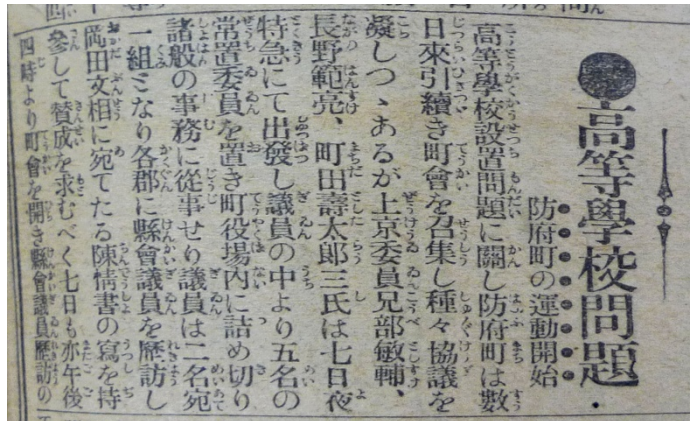 ●高等學校問題
防府町の運動開始
高等學校設置問題に關し防府町は數
日來引續き町會を召集し種々協議を
凝しつゝあるが上京委員兄部敏輔、
長野範亮、町田壽太郎三氏は七日夜
特急にて出發し議員の中より五名の
常置委員を置き町役場内に詰め切り
諸般の事務に從事せり議員は二名宛
一組となり各郡に縣會議員を歷訪し
岡田文相に宛てたる陳情書の寫を持
參して賛成を求むべく七日も亦午後
四時より町會を開き縣會議員歷訪の